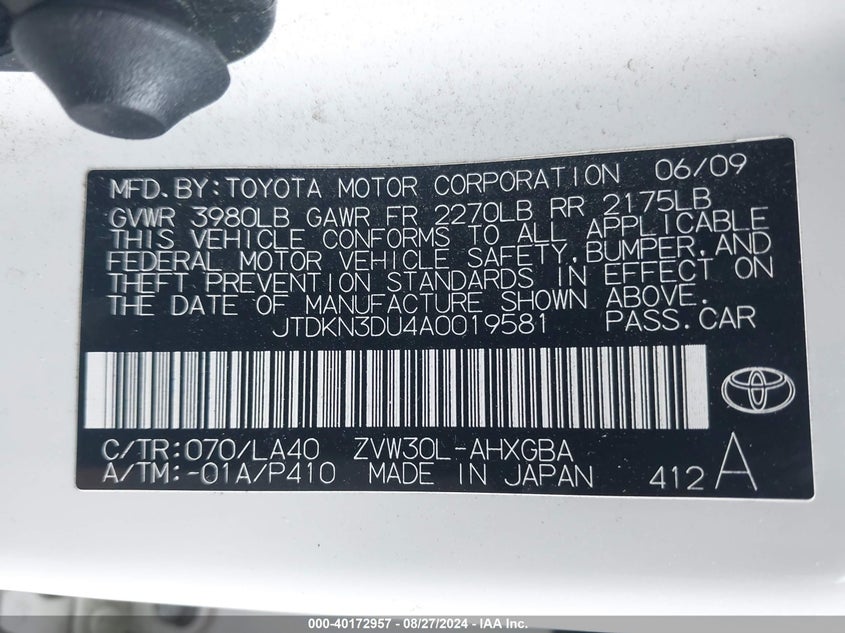 MFD.BY:TOYOTA MOTOR CORPORATION 06/09
GVWR 3980LB GAWR FR 2270LB RR 2175LB
THIS VEHICLE CONFORMS TO ALL APPLICABLE
FEDERAL MOTOR VEHICLE SAFETY,BUMPER,AND
THEFT PREVENTION STANDARDS IN EFFECT ON
THE DATE OF MANUFACTURE SHOWN ABOVE.
JTDKN3DU4A0019581 PASS.CAR
C/TR:070/LA40 ZVW30L-AHXGBA
A/TM:-01A/P410 MADE IN JAPAN 412 A
000-40172957 - 08/27/2024 - IAA Inc.